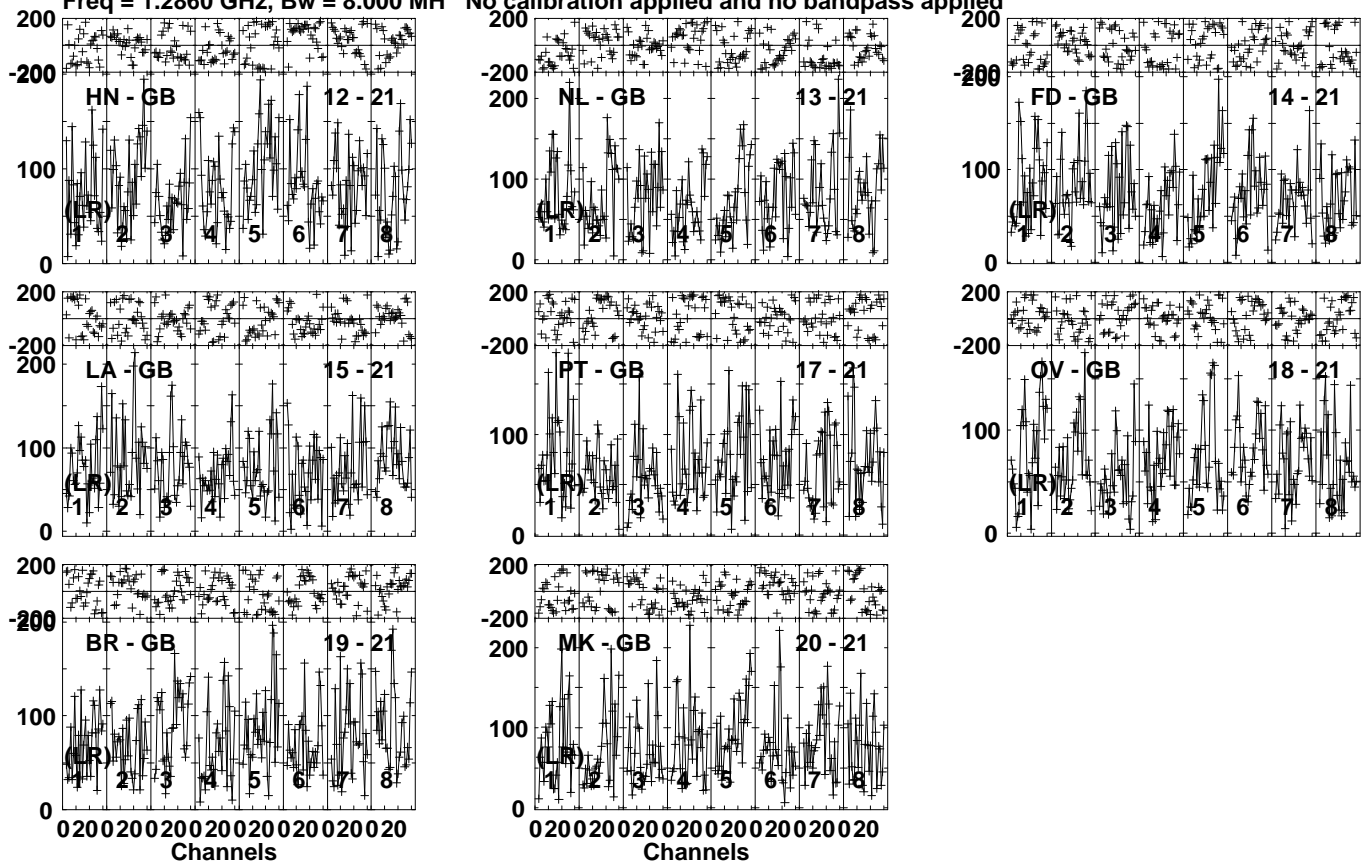 Freq = 1.2860 GHz, Bw = 8.000 MH No calibration applied and no bandpass applied
200
-200
200
HN - GB 12 - 21
100
(LR)
1 2 3 4 5 6 7 8
0
200
-200
200
NL - GB 13 - 21
100
(LR)
1 2 3 4 5 6 7 8
0
200
-200
200
FD - GB 14 - 21
100
(LR)
1 2 3 4 5 6 7 8
0
200
-200
200
LA - GB 15 - 21
100
(LR)
1 2 3 4 5 6 7 8
0
200
-200
PT - GB 17 - 21
100
(LR)
1 2 3 4 5 6 7 8
0
200
-200
OV - GB 18 - 21
100
(LR)
1 2 3 4 5 6 7 8
0
200
-200
200
BR - GB 19 - 21
100
(LR)
1 2 3 4 5 6 7 8
0
0 20 0 20 0 20 0 20 0 20 0 20 0 20 0 20
Channels
200
-200
200
MK - GB 20 - 21
100
(LR)
1 2 3 4 5 6 7 8
0
0 20 0 20 0 20 0 20 0 20 0 20 0 20 0 20
Channels